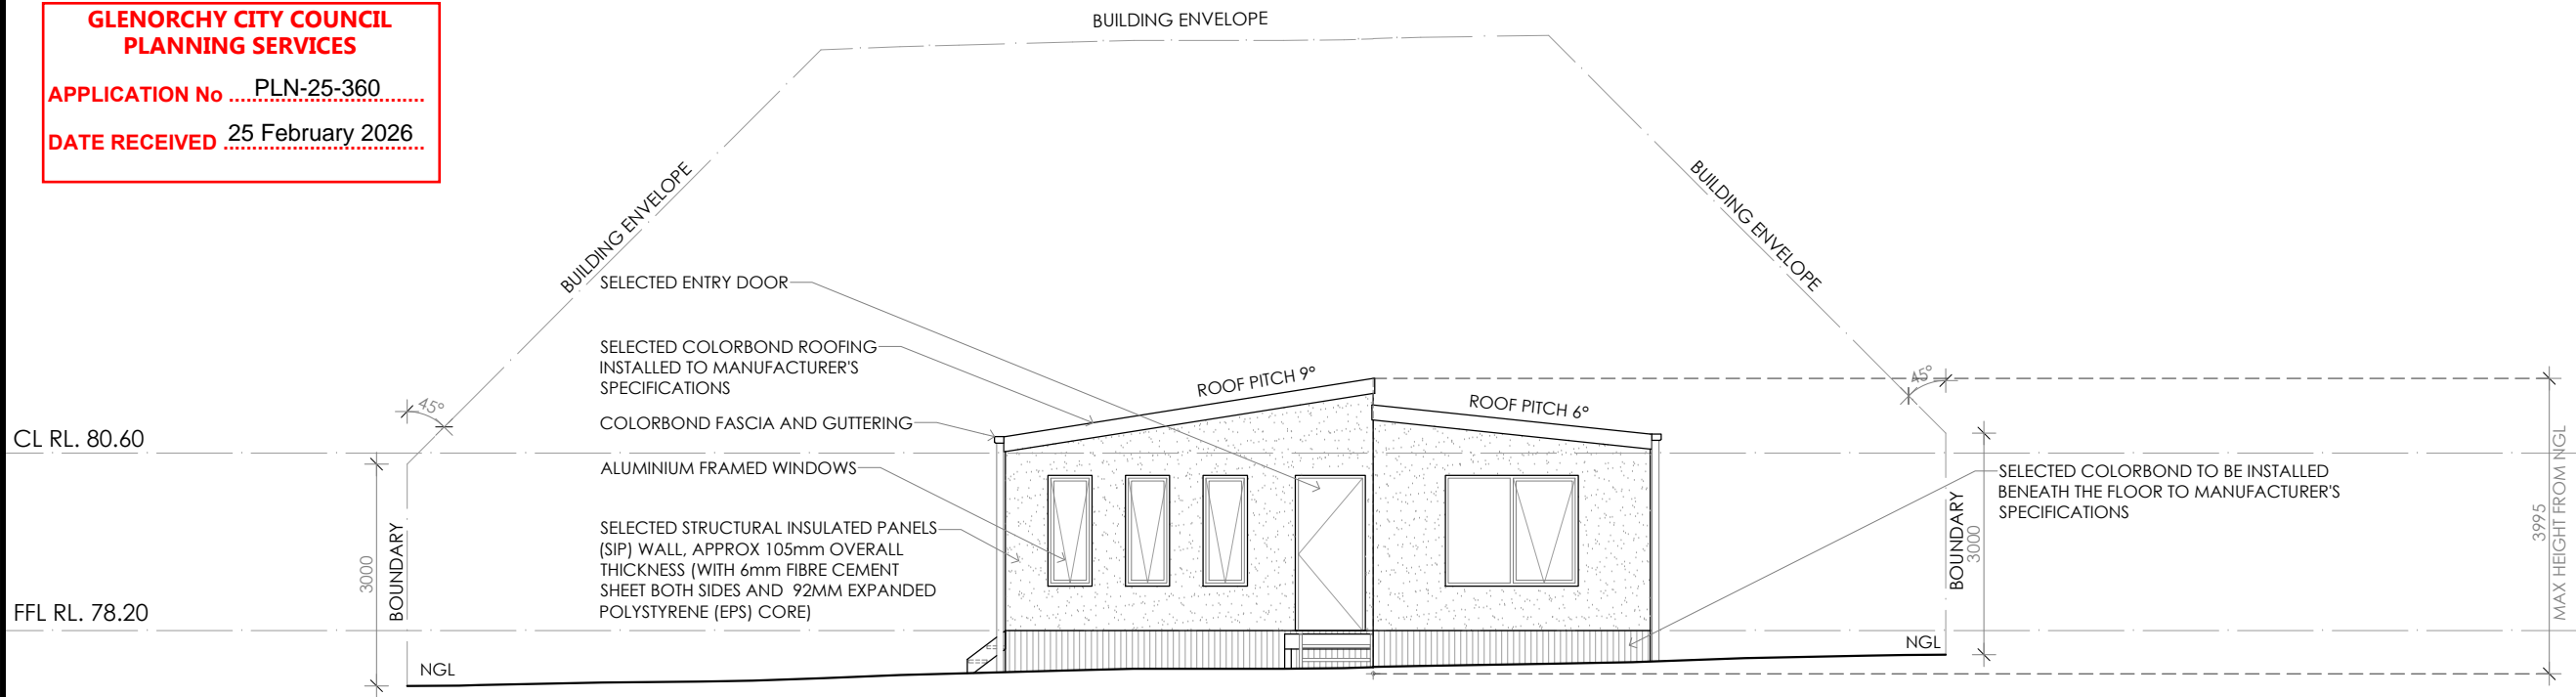 GLENORCHY CITY COUNCIL
PLANNING SERVICES
APPLICATION No PLN-25-360
DATE RECEIVED 25 February 2026
BUILDING ENVELOPE
BUILDING ENVELOPE
BUILDING ENVELOPE
SELECTED ENTRY DOOR
SELECTED COLORBOND ROOFING
INSTALLED TO MANUFACTURER'S
SPECIFICATIONS
COLORBOND FASCIA AND GUTTERING
ALUMINIUM FRAMED WINDOWS
SELECTED STRUCTURAL INSULATED PANELS
(SIP) WALL, APPROX 105mm OVERALL
THICKNESS (WITH 6mm FIBRE CEMENT
SHEET BOTH SIDES AND 92MM EXPANDED
POLYSTYRENE (EPS) CORE)
ROOF PITCH 9°
ROOF PITCH 6°
45°
45°
CL RL. 80.60
FFL RL. 78.20
3000
BOUNDARY
NGL
SELECTED COLORBOND TO BE INSTALLED
BENEATH THE FLOOR TO MANUFACTURER'S
SPECIFICATIONS
BOUNDARY
3000
NGL
3995
MAX HEIGHT FROM NGL